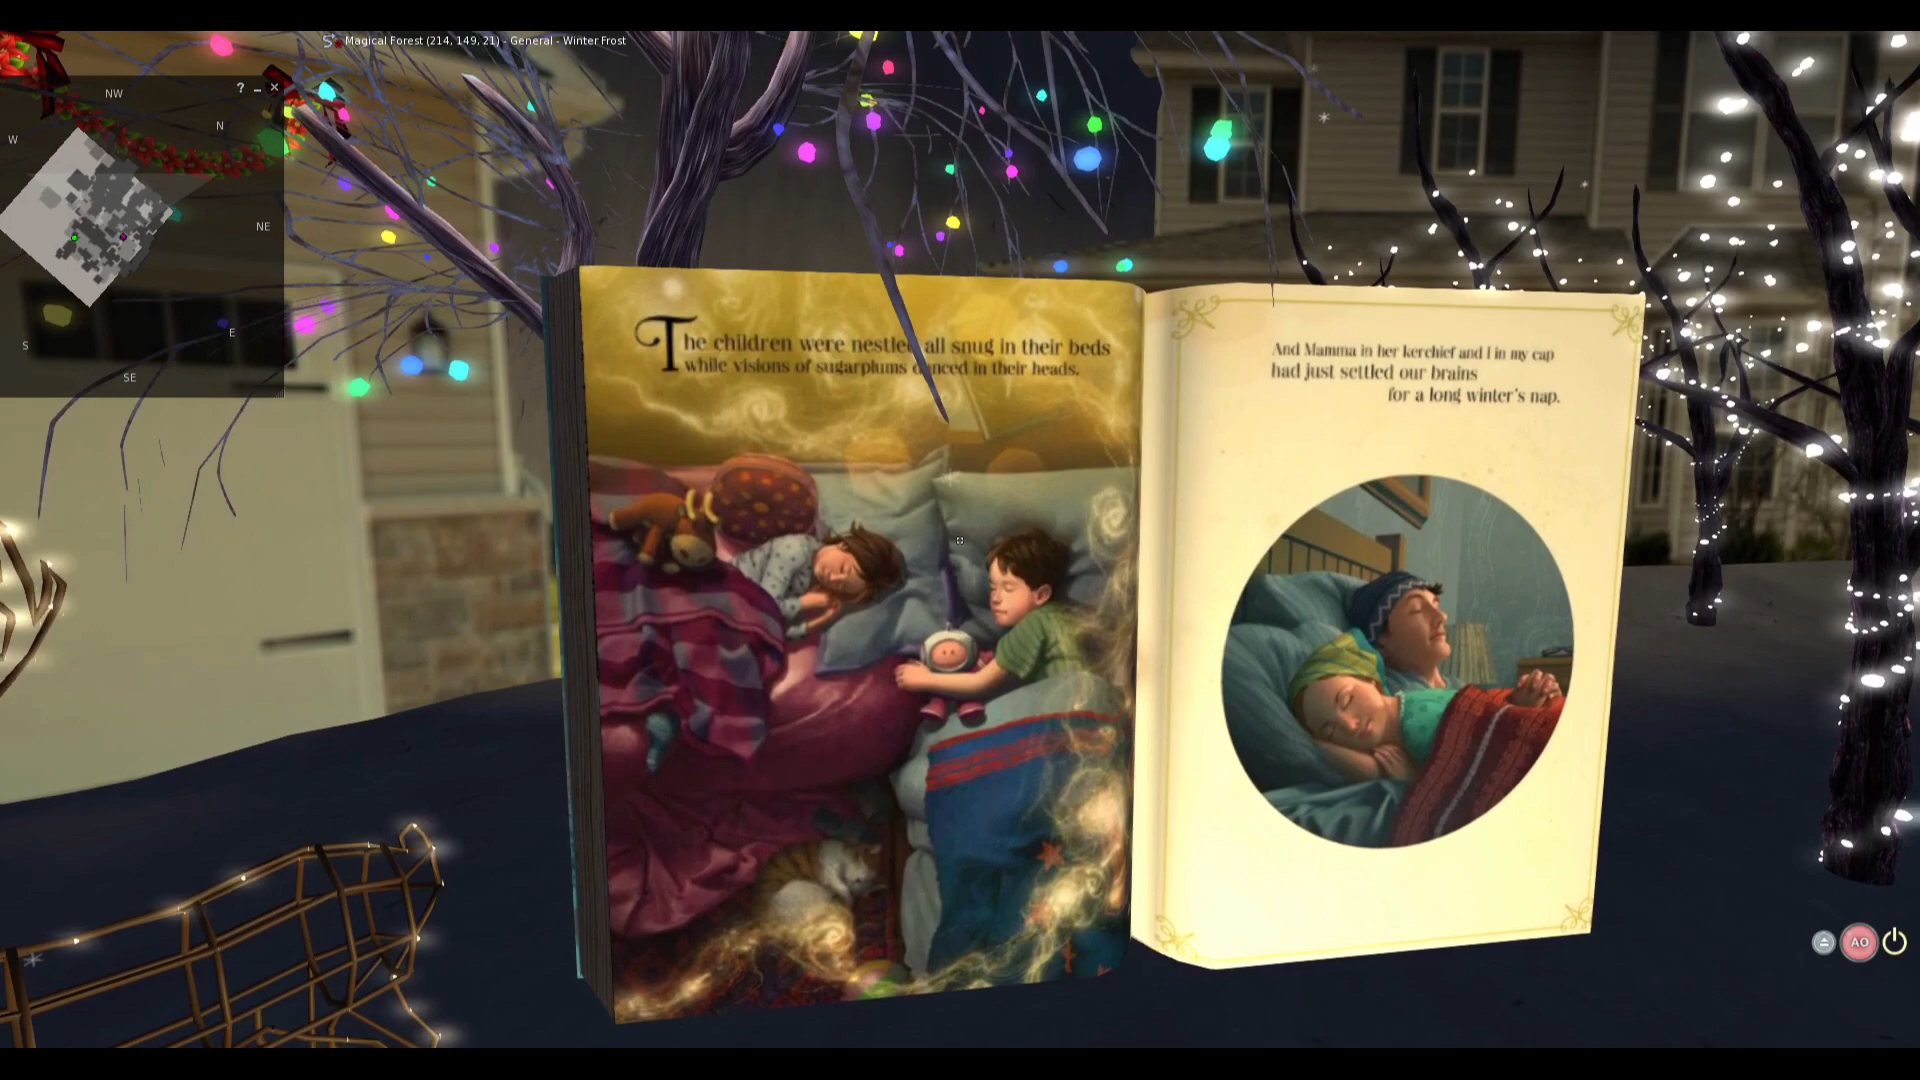 Magical Forest (214, 149, 21) - General - Winter Frost
? _ ×
NW
N
W
NE
E
S
SE
The children were nestled all snug in their beds
while visions of sugarplums danced in their heads.
And Mamma in her kerchief and I in my cap
had just settled our brains
for a long winter's nap.
AO